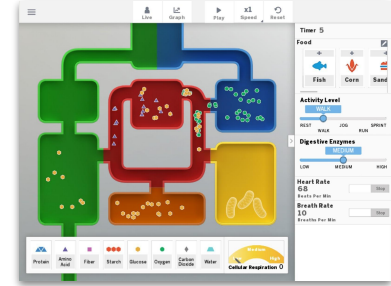 Live
Graph
Play
x1
Speed
Reset
Timer 5
Food
Fish
Corn
Sand
Activity Level
WALK
REST JOG SPRINT
WALK RUN
Digestive Enzymes
MEDIUM
LOW MEDIUM HIGH
Heart Rate
68
Beats Per Min
Stop
Breath Rate
10
Breaths Per Min
Stop
Protein
Amino Acid
Fiber
Starch
Glucose
Oxygen
Carbon Dioxide
Water
Medium
High
Cellular Respiration 0